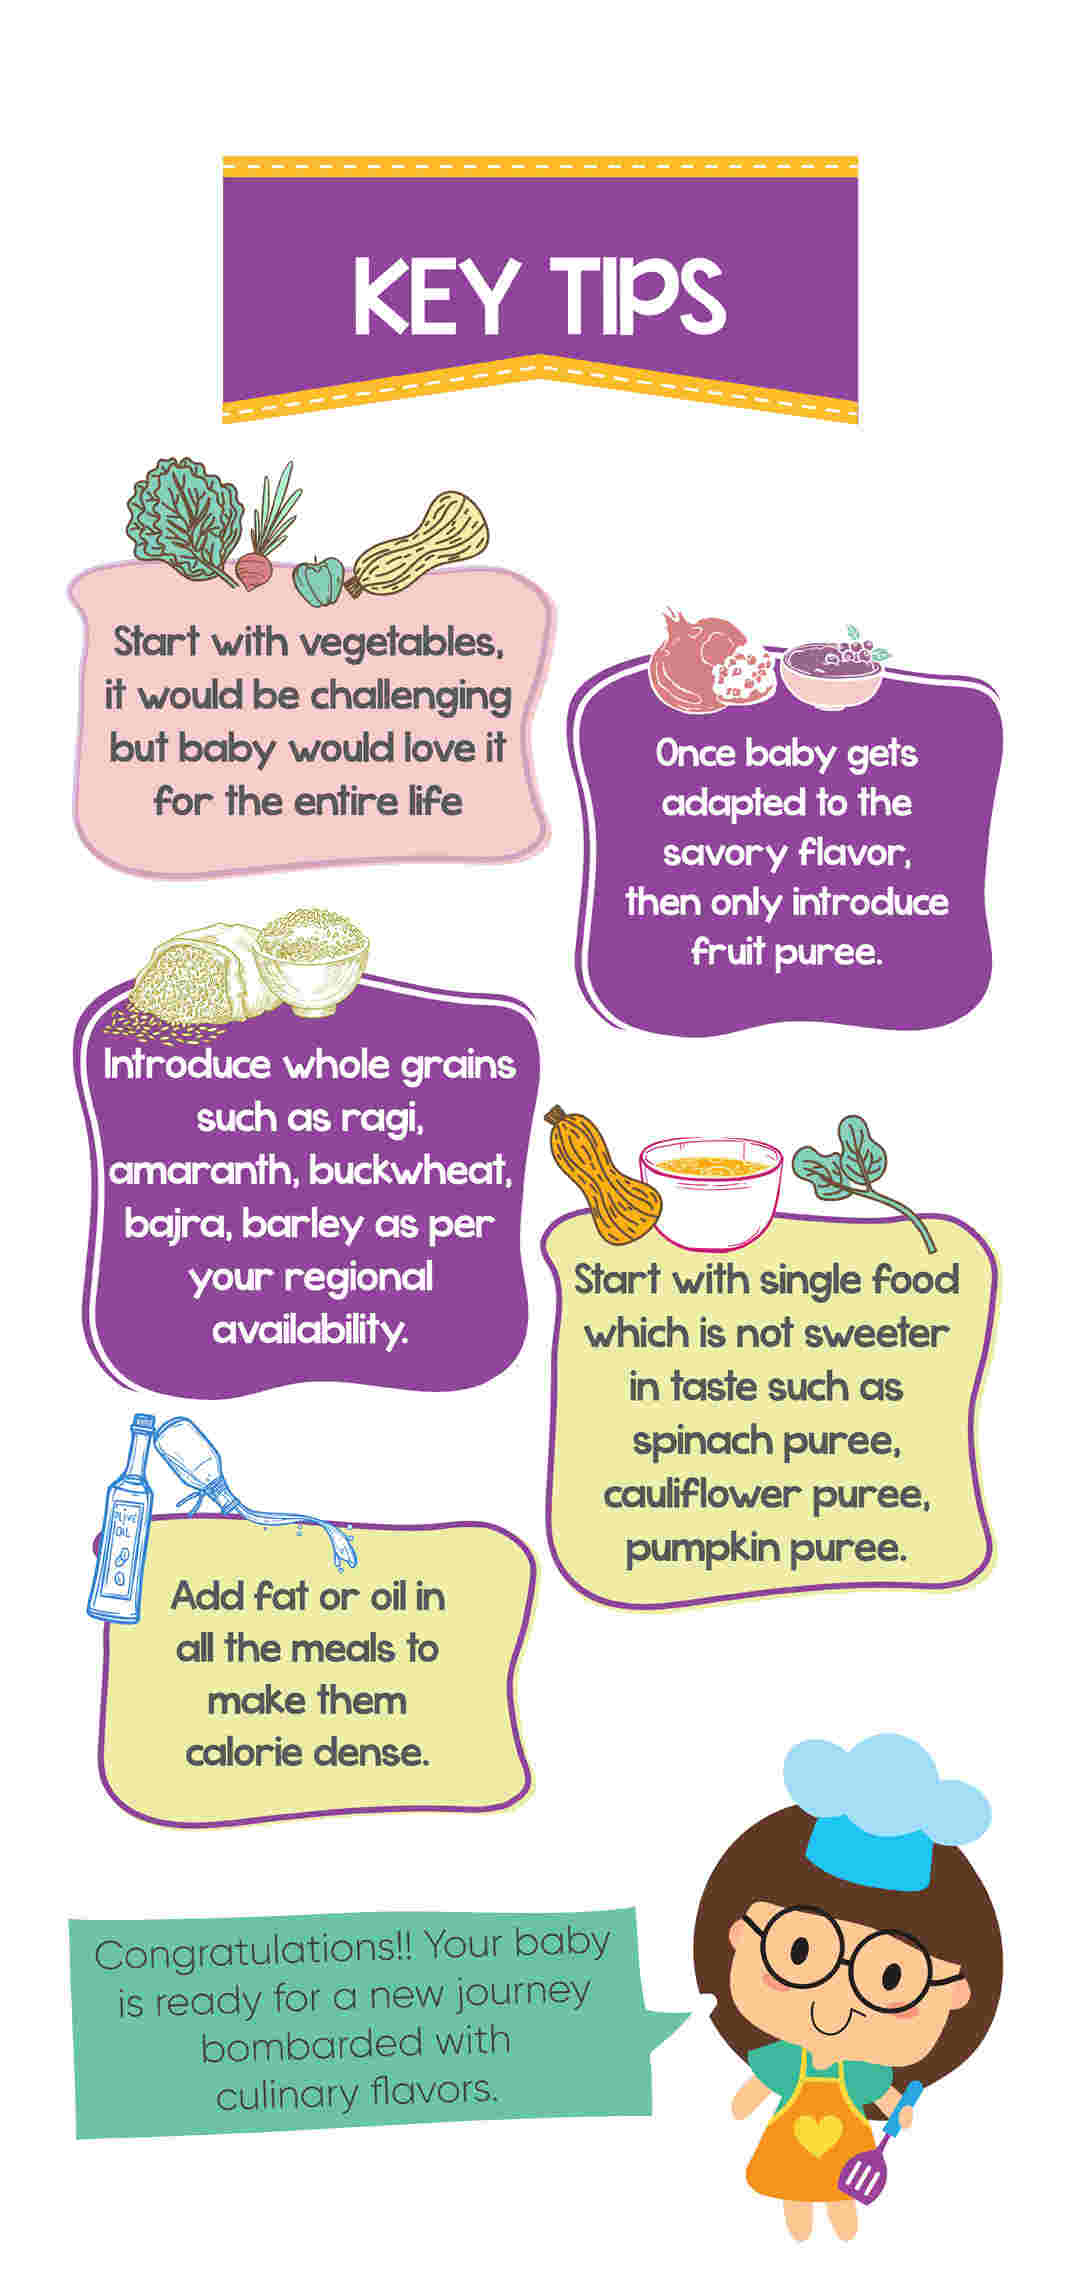 KEY TIPS
Start with vegetables,
it would be challenging
but baby would love it
for the entire life
Once baby gets
adapted to the
savory flavor,
then only introduce
fruit puree.
Introduce whole grains
such as ragi,
amaranth, buckwheat,
bajra, barley as per
your regional
availability.
Start with single food
which is not sweeter
in taste such as
spinach puree,
cauliflower puree,
pumpkin puree.
OLIVE
OIL
Add fat or oil in
all the meals to
make them
calorie dense.
Congratulations!! Your baby
is ready for a new journey
bombarded with
culinary flavors.